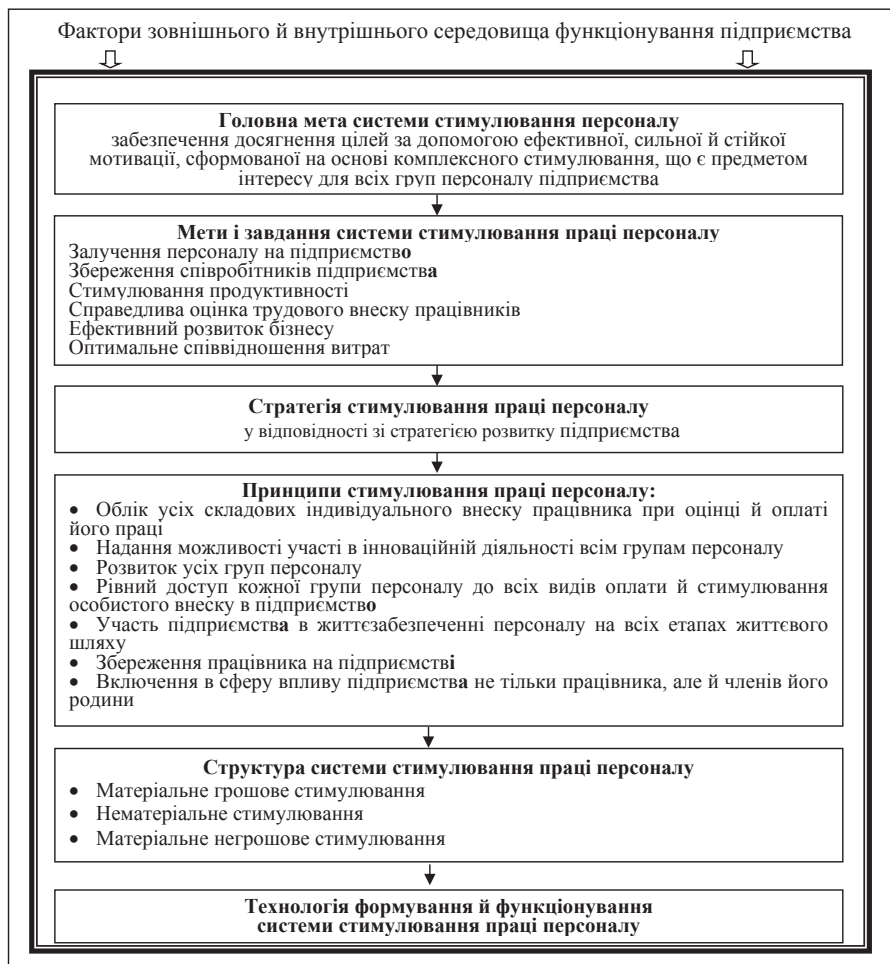 Фактори зовнішнього й внутрішнього середовища функціонування підприємства
Головна мета системи стимулювання персоналу
забезпечення досягнення цілей за допомогою ефективної, сильної й стійкої
мотивації, сформованої на основі комплексного стимулювання, що є предметом
інтересу для всіх груп персоналу підприємства
Мети і завдання системи стимулювання праці персоналу
Залучення персоналу на підприємство
Збереження співробітників підприємства
Стимулювання продуктивності
Справедлива оцінка трудового внеску працівників
Ефективний розвиток бізнесу
Оптимальне співвідношення витрат
Стратегія стимулювання праці персоналу
у відповідності зі стратегією розвитку підприємства
Принципи стимулювання праці персоналу:
• Облік усіх складових індивідуального внеску працівника при оцінці й оплаті
його праці
• Надання можливості участі в інноваційній діяльності всім групам персоналу
• Розвиток усіх груп персоналу
• Рівний доступ кожної групи персоналу до всіх видів оплати й стимулювання
особистого внеску в підприємство
• Участь підприємства в життєзабезпеченні персоналу на всіх етапах життєвого
шляху
• Збереження працівника на підприємстві
• Включення в сферу впливу підприємства не тільки працівника, але й членів його
родини
Структура системи стимулювання праці персоналу
• Матеріальне грошове стимулювання
• Нематеріальне стимулювання
• Матеріальне негрошове стимулювання
Технологія формування й функціонування
системи стимулювання праці персоналу